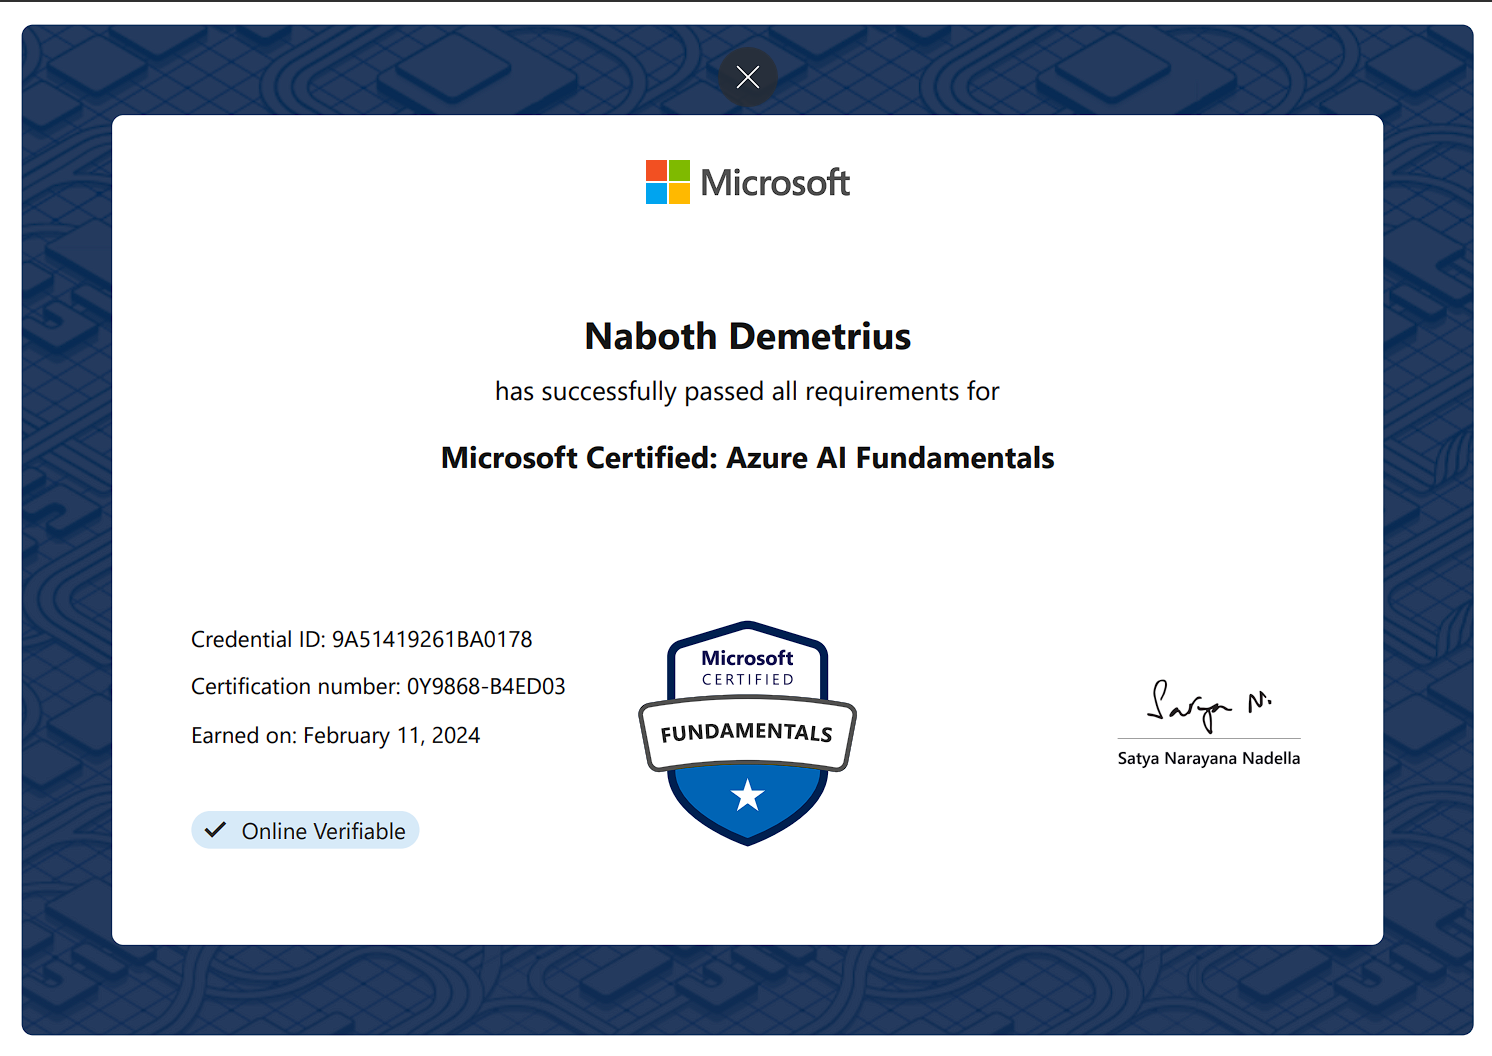 Microsoft
Naboth Demetrius
has successfully passed all requirements for
Microsoft Certified: Azure AI Fundamentals
Credential ID: 9A51419261BA0178
Certification number: 0Y9868-B4ED03
Earned on: February 11, 2024
Online Verifiable
Microsoft
CERTIFIED
FUNDAMENTALS
Satya N.
Satya Narayana Nadella